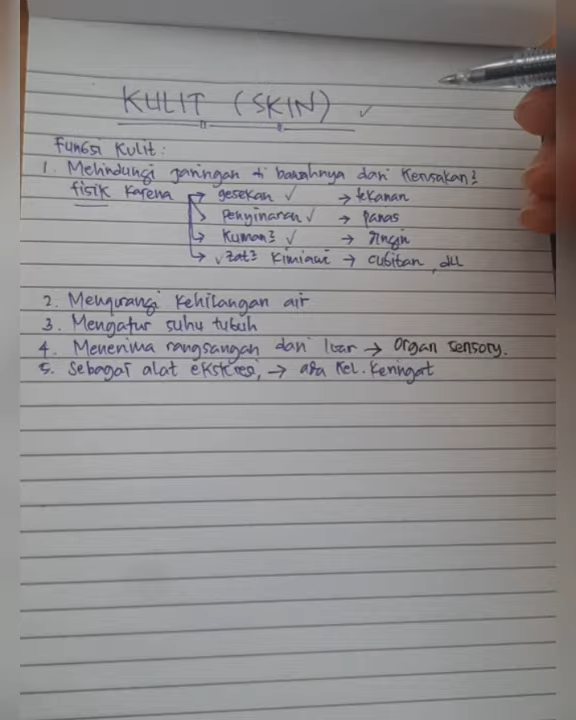 KULIT (SKIN) ✓
Fungsi Kulit:
1. Melindungi jaringan di bawahnya dari Kerusakan²
fisik karena → gesekan ✓ → tekanan
→ Penyinaran ✓ → panas
→ Kuman² ✓ → dingin
→ ✓ zat² Kimiawi → cubitan, dll
2. Mengurangi Kehilangan air
3. Mengatur suhu tubuh
4. Menerima rangsangan dari luar → Organ sensory.
5. Sebagai alat ekskresi, → ada Kel. Keringat